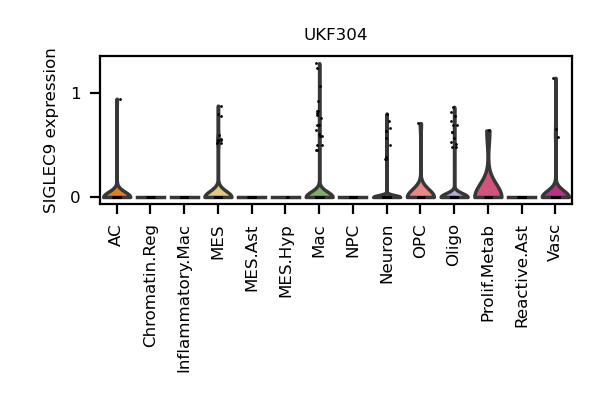 UKF304
SIGLEC9 expression
1
0
AC
Chromatin.Reg
Inflammatory.Mac
MES
MES.Ast
MES.Hyp
Mac
NPC
Neuron
OPC
Oligo
Prolif.Metab
Reactive.Ast
Vasc